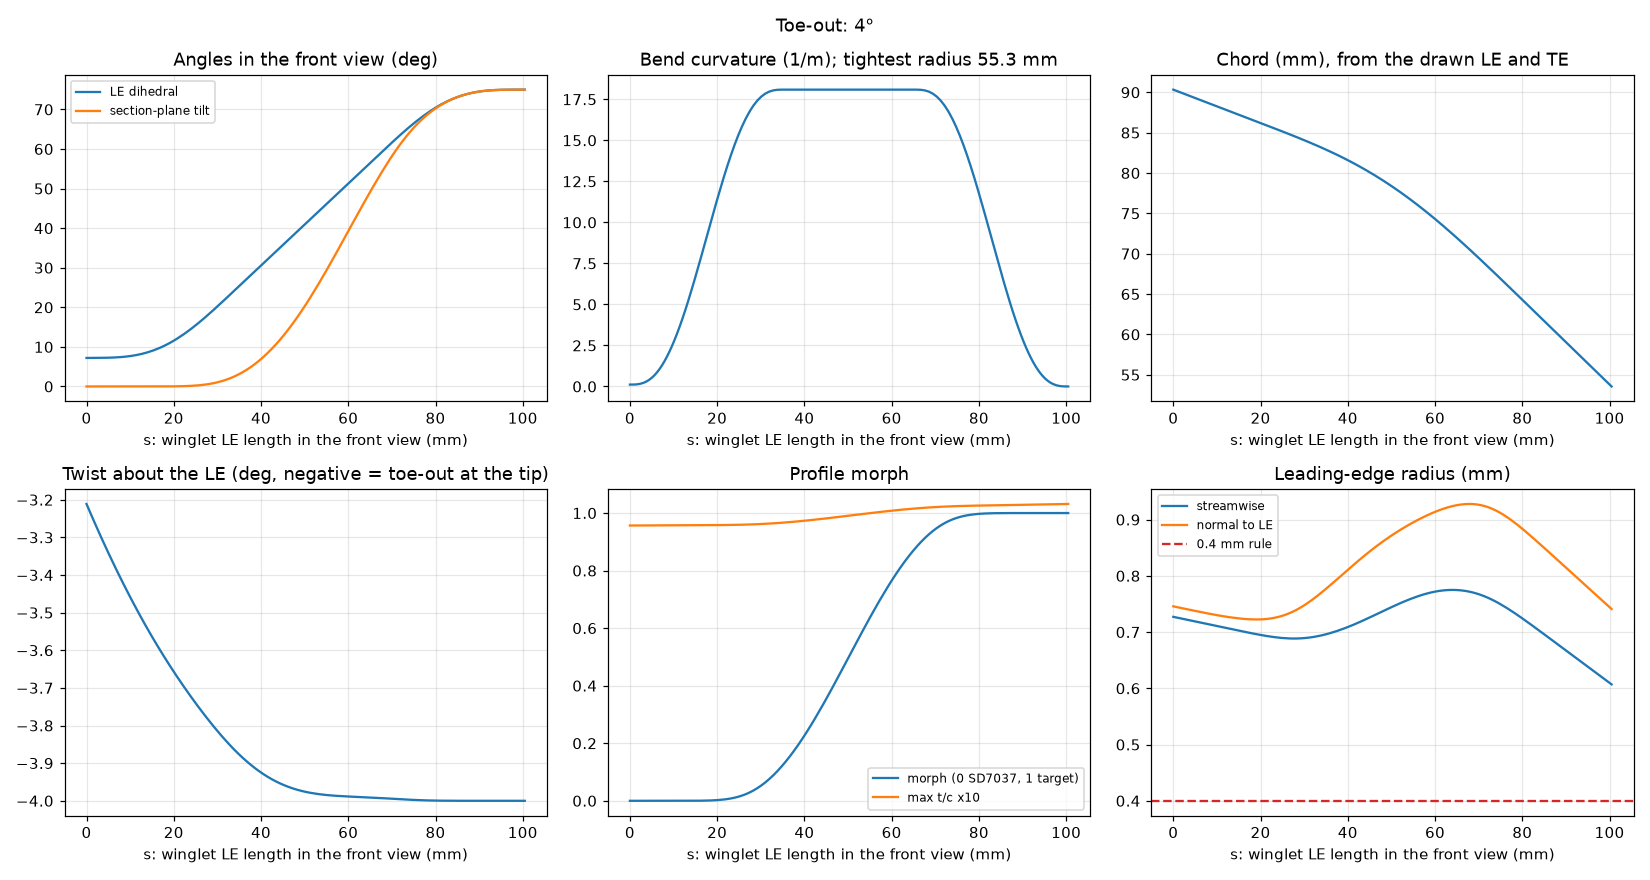 Toe-out: 4°
Angles in the front view (deg)
LE dihedral
section-plane tilt
70
60
50
40
30
20
10
0
0 20 40 60 80 100
s: winglet LE length in the front view (mm)
Bend curvature (1/m); tightest radius 55.3 mm
17.5
15.0
12.5
10.0
7.5
5.0
2.5
0.0
0 20 40 60 80 100
s: winglet LE length in the front view (mm)
Chord (mm), from the drawn LE and TE
90
85
80
75
70
65
60
55
0 20 40 60 80 100
s: winglet LE length in the front view (mm)
Twist about the LE (deg, negative = toe-out at the tip)
−3.2
−3.3
−3.4
−3.5
−3.6
−3.7
−3.8
−3.9
−4.0
0 20 40 60 80 100
s: winglet LE length in the front view (mm)
Profile morph
1.0
0.8
0.6
0.4
0.2
0.0
morph (0 SD7037, 1 target)
max t/c x10
0 20 40 60 80 100
s: winglet LE length in the front view (mm)
Leading-edge radius (mm)
streamwise
normal to LE
0.4 mm rule
0.9
0.8
0.7
0.6
0.5
0.4
0 20 40 60 80 100
s: winglet LE length in the front view (mm)